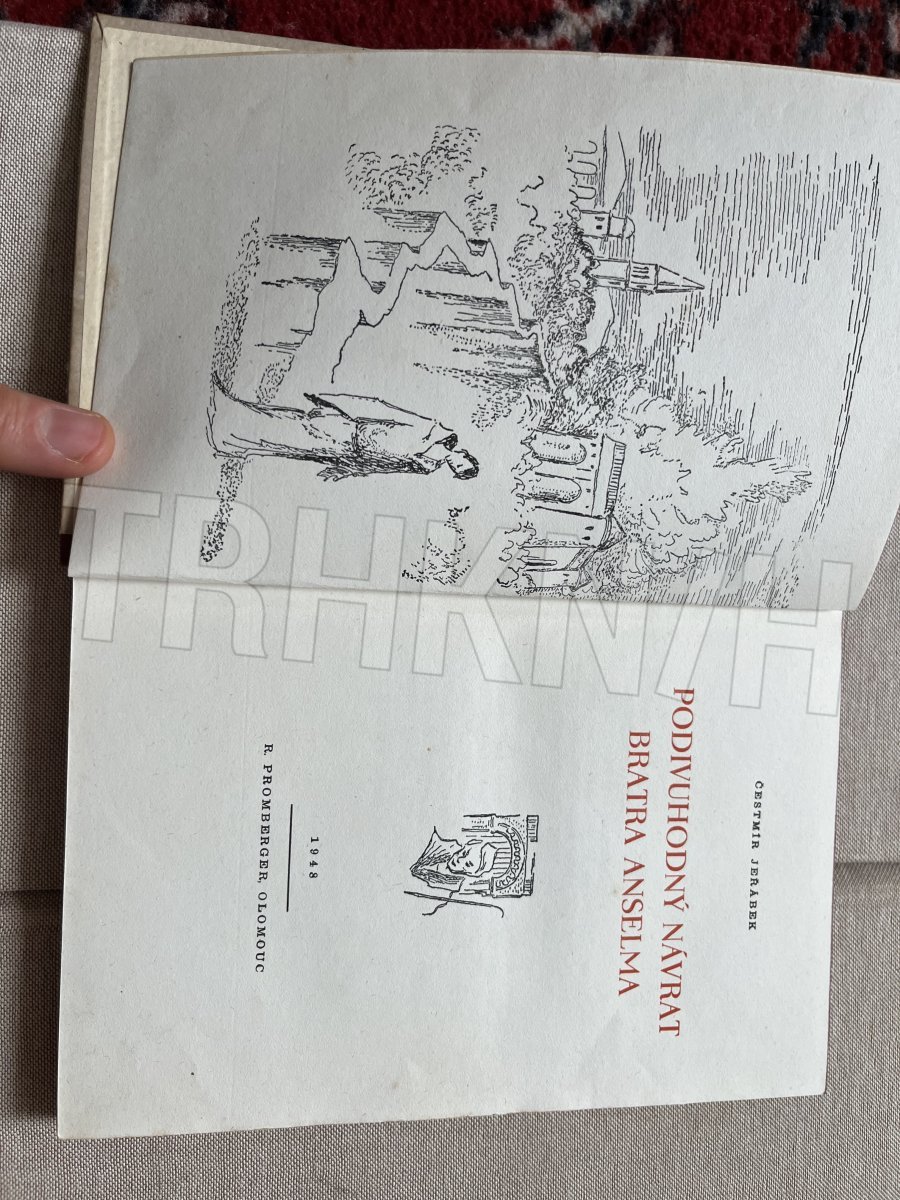 ČESTMÍR JEŘÁBEK
PODIVUHODNÝ NÁVRAT
BRATRA ANSELMA
1948
R. PROMBERGER, OLOMOUC
TRHKNIH